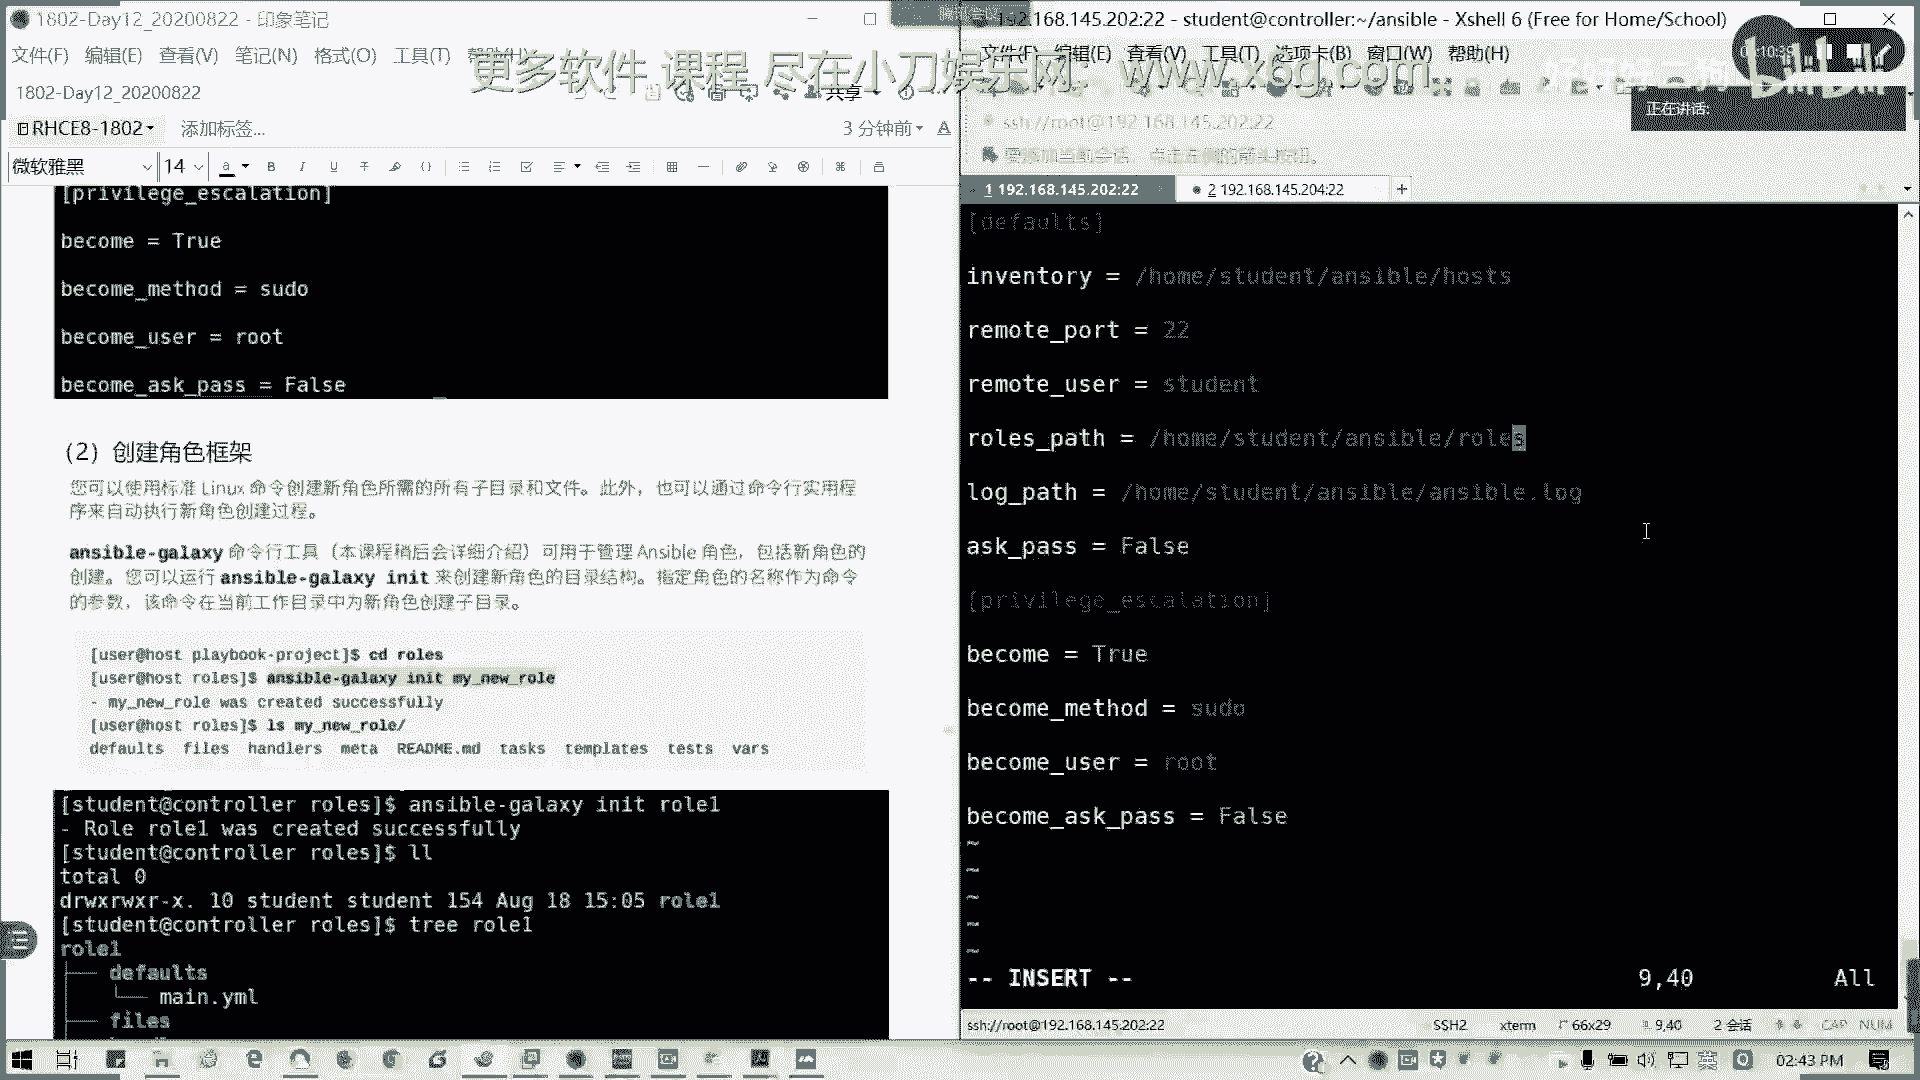 1802-Day12_20200822 - 印象笔记
文件(F) 编辑(E) 查看(V) 笔记(N) 格式(O) 工具(T) 帮助(H)
1802-Day12_20200822
共享
RHCE8-1802 添加标签...
3 分钟前
微软雅黑 14
[privilege_escalation]
become = True
become_method = sudo
become_user = root
become_ask_pass = False
（2）创建角色框架
您可以使用标准 Linux 命令创建新角色所需的所有子目录和文件。此外，也可以通过命令行实用程
序来自动执行新角色创建过程。
ansible-galaxy 命令行工具（本课程稍后会详细介绍）可用于管理 Ansible 角色，包括新角色的
创建。您可以运行 ansible-galaxy init 来创建新角色的目录结构。指定角色的名称作为命令
的参数，该命令在当前工作目录中为新角色创建子目录。
[user@host playbook-project]$ cd roles
[user@host roles]$ ansible-galaxy init my_new_role
- my_new_role was created successfully
[user@host roles]$ ls my_new_role/
defaults files handlers meta README.md tasks templates tests vars
[student@controller roles]$ ansible-galaxy init role1
- Role role1 was created successfully
[student@controller roles]$ ll
total 0
drwxrwxr-x. 10 student student 154 Aug 18 15:05 role1
[student@controller roles]$ tree role1
role1
├── defaults
│   └── main.yml
├── files
更多软件 课程 尽在小刀娱乐网: www.x6g.com
192.168.145.202:22 - student@controller:~/ansible - Xshell 6 (Free for Home/School)
文件(F) 编辑(E) 查看(V) 工具(T) 选项卡(B) 窗口(W) 帮助(H)
正在讲话:
ssh://root@192.168.145.202:22
要添加当前会话，点击左侧的箭头按钮。
1 192.168.145.202:22
2 192.168.145.204:22
[defaults]
inventory = /home/student/ansible/hosts
remote_port = 22
remote_user = student
roles_path = /home/student/ansible/roles
log_path = /home/student/ansible/ansible.log
ask_pass = False
[privilege_escalation]
become = True
become_method = sudo
become_user = root
become_ask_pass = False
~
~
~
~
~
-- INSERT -- 9,40 All
ssh://root@192.168.145.202:22 SSH2 xterm 66x29 9,40 2 会话 CAP NUM
英 02:43 PM